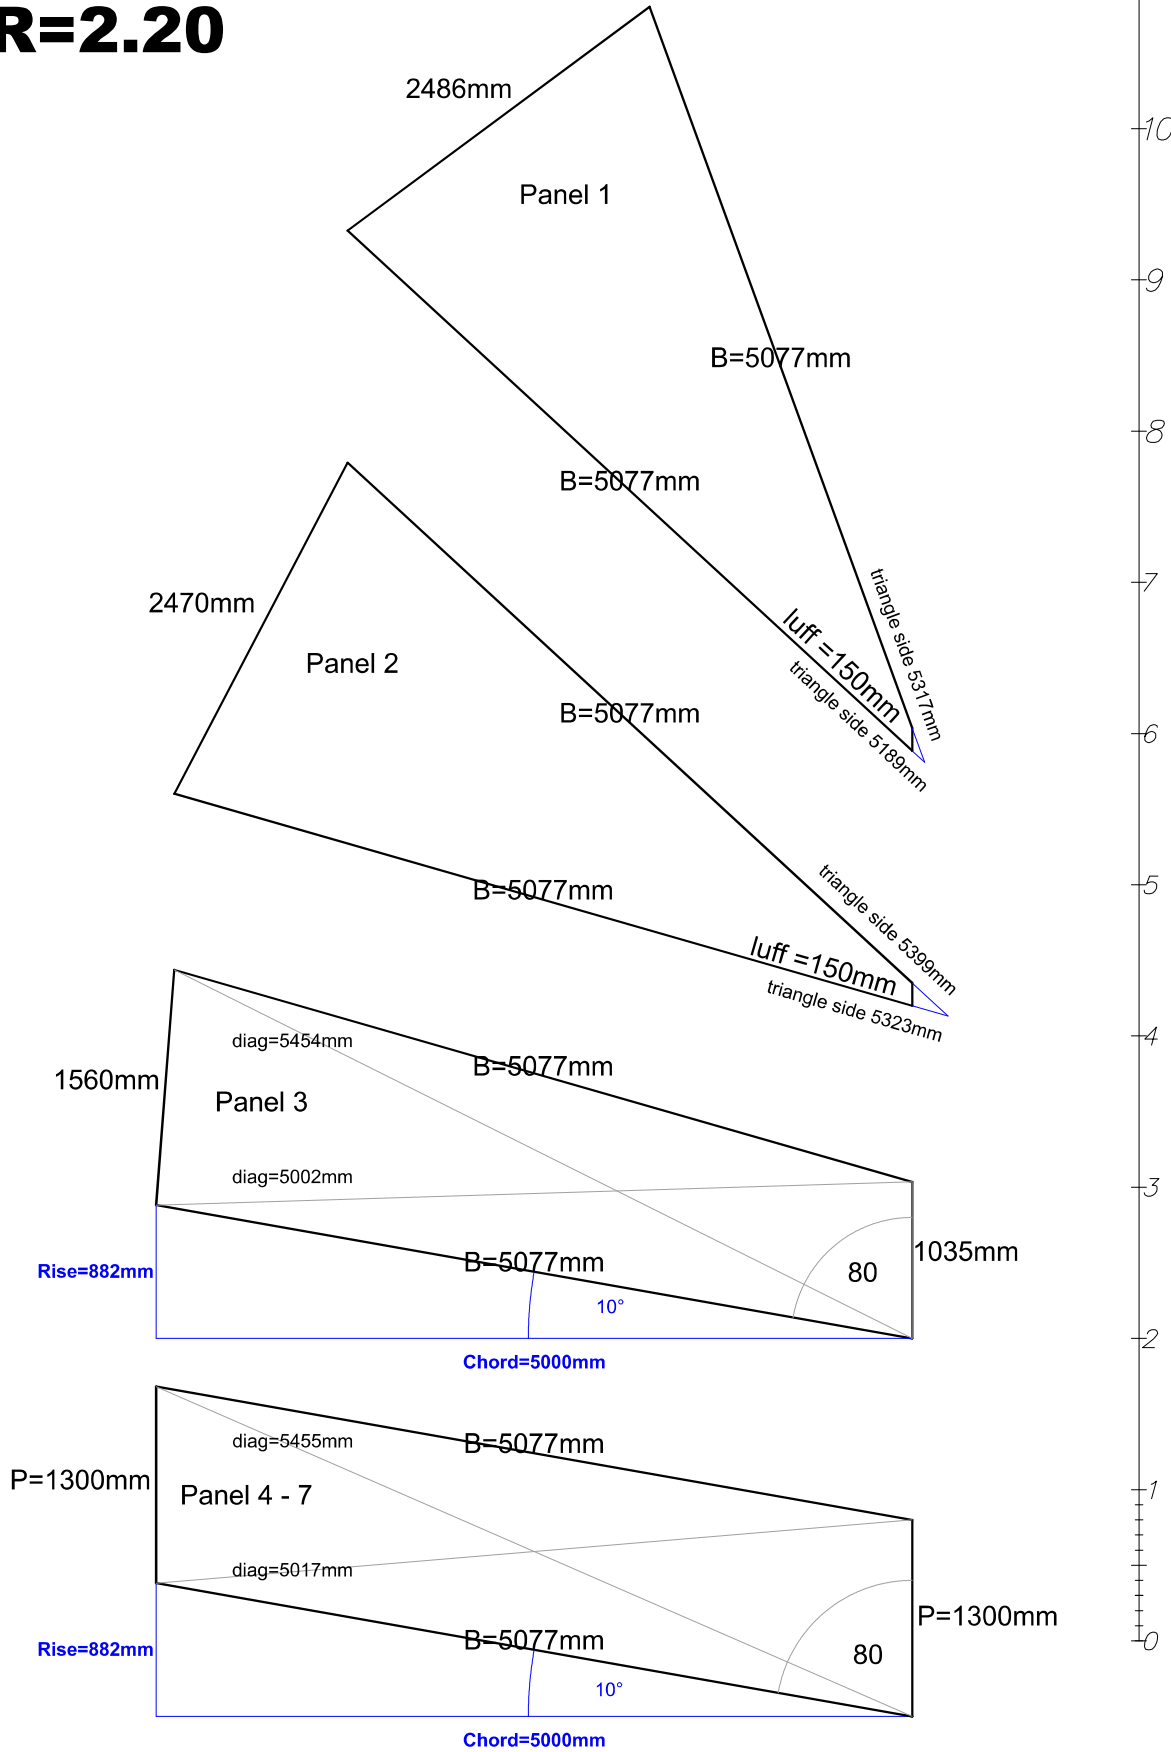 R=2.20
2486mm
Panel 1
B=5077mm
B=5077mm
triangle side 5317mm
luff =150mm
triangle side 5189mm
2470mm
Panel 2
B=5077mm
B=5077mm
triangle side 5399mm
luff =150mm
triangle side 5323mm
1560mm
diag=5454mm
B=5077mm
Panel 3
diag=5002mm
1035mm
B=5077mm
80
Rise=882mm
10°
Chord=5000mm
diag=5455mm
B=5077mm
P=1300mm
Panel 4 - 7
diag=5017mm
P=1300mm
B=5077mm
80
Rise=882mm
10°
Chord=5000mm
10
9
8
7
6
5
4
3
2
1
0